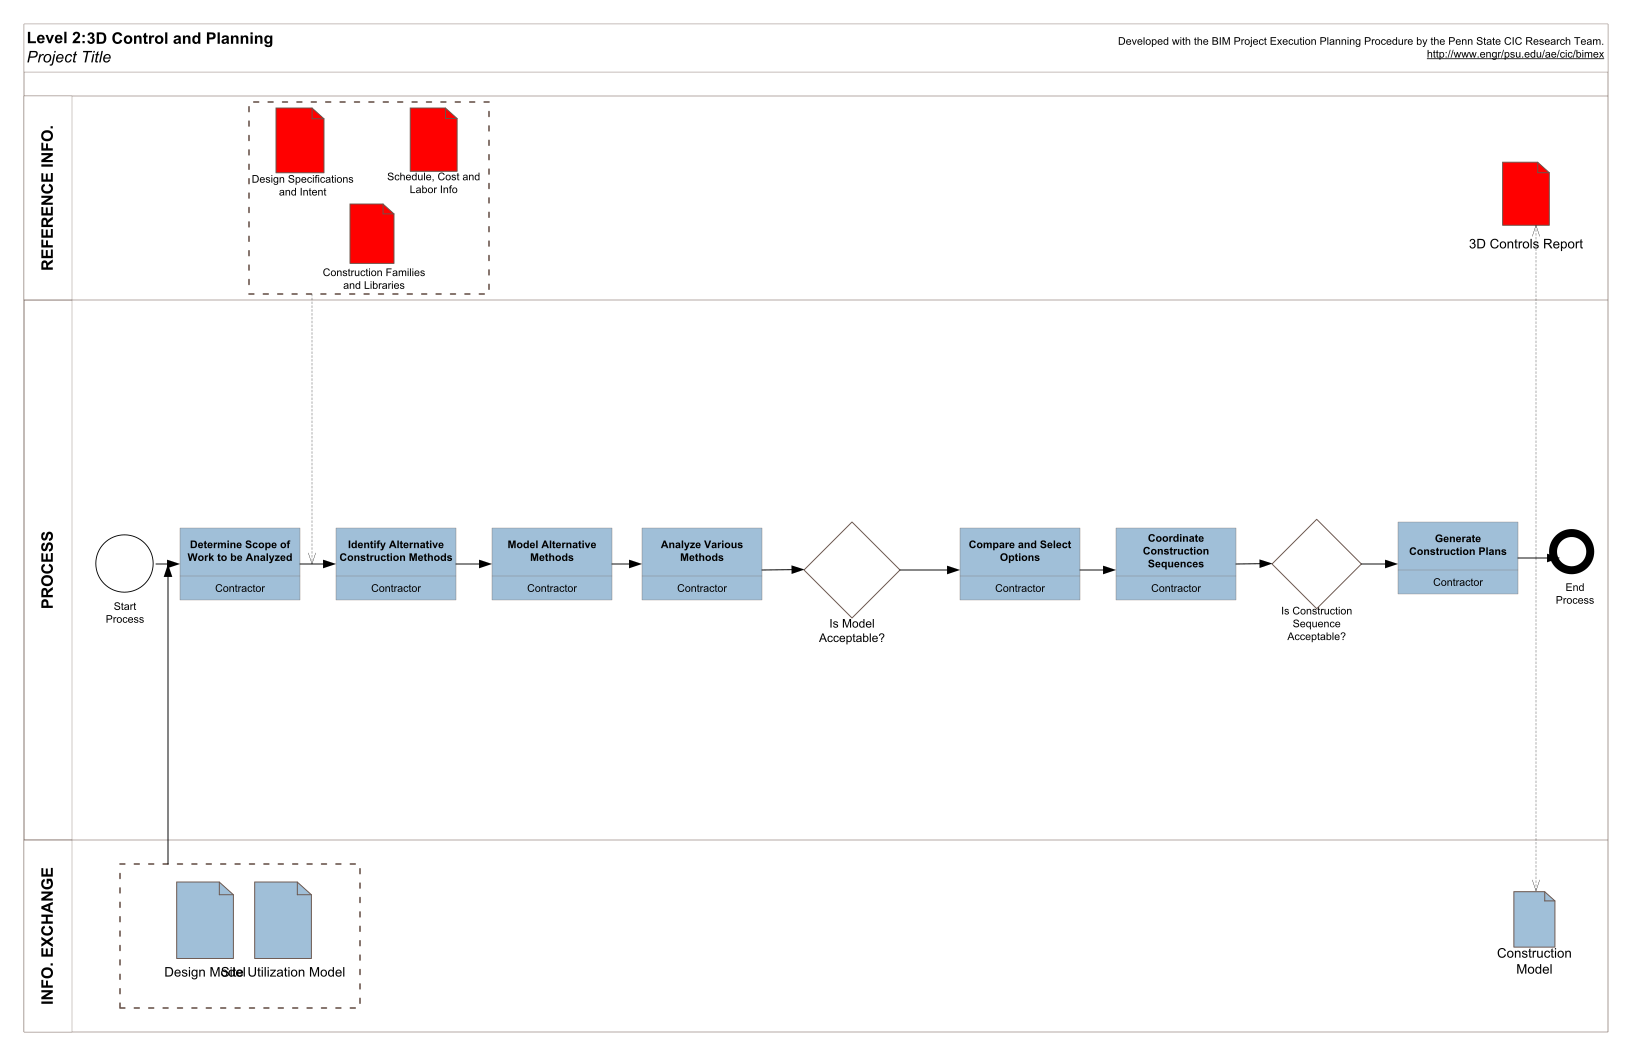 Level 2:3D Control and Planning
Project Title
Developed with the BIM Project Execution Planning Procedure by the Penn State CIC Research Team.
http://www.engr/psu.edu/ae/cic/bimex
REFERENCE INFO.
Design Specifications
and Intent
Schedule, Cost and
Labor Info
Construction Families
and Libraries
3D Controls Report
PROCESS
Start
Process
Determine Scope of
Work to be Analyzed
Contractor
Identify Alternative
Construction Methods
Contractor
Model Alternative
Methods
Contractor
Analyze Various
Methods
Contractor
Is Model
Acceptable?
Compare and Select
Options
Contractor
Coordinate
Construction
Sequences
Contractor
Is Construction
Sequence
Acceptable?
Generate
Construction Plans
Contractor
End
Process
INFO. EXCHANGE
Design Model
Site Utilization Model
Construction
Model